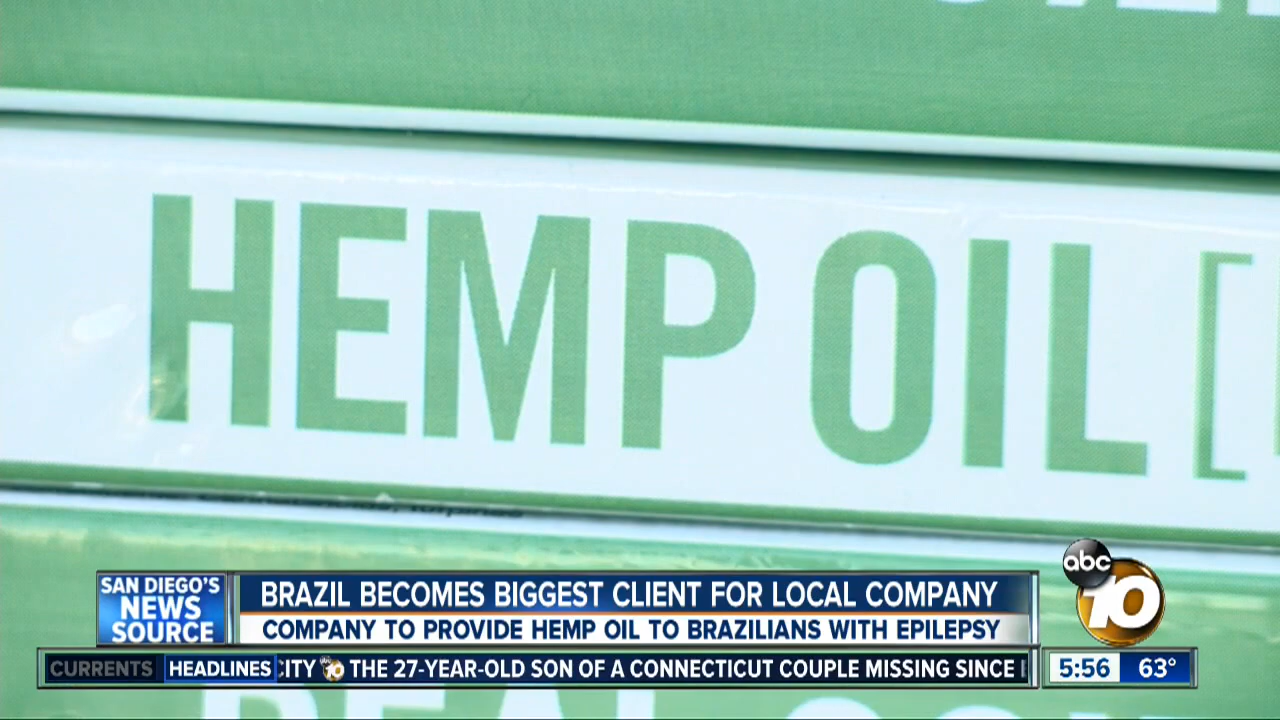 HEMP OIL [
SAN DIEGO'S
NEWS
SOURCE
BRAZIL BECOMES BIGGEST CLIENT FOR LOCAL COMPANY
COMPANY TO PROVIDE HEMP OIL TO BRAZILIANS WITH EPILEPSY
abc
10
CURRENTS HEADLINES CITY 10 THE 27-YEAR-OLD SON OF A CONNECTICUT COUPLE MISSING SINCE
5:56 63°